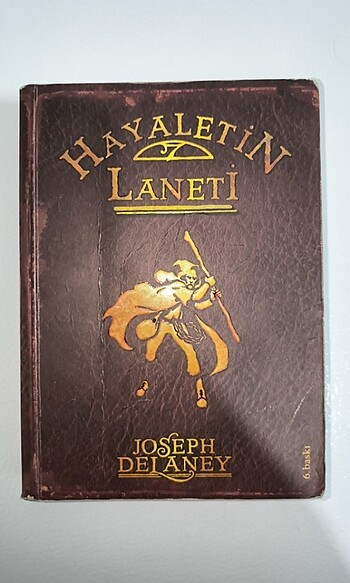 HAYALETİN
LANETİ
JOSEPH
DELANEY
6. baskı